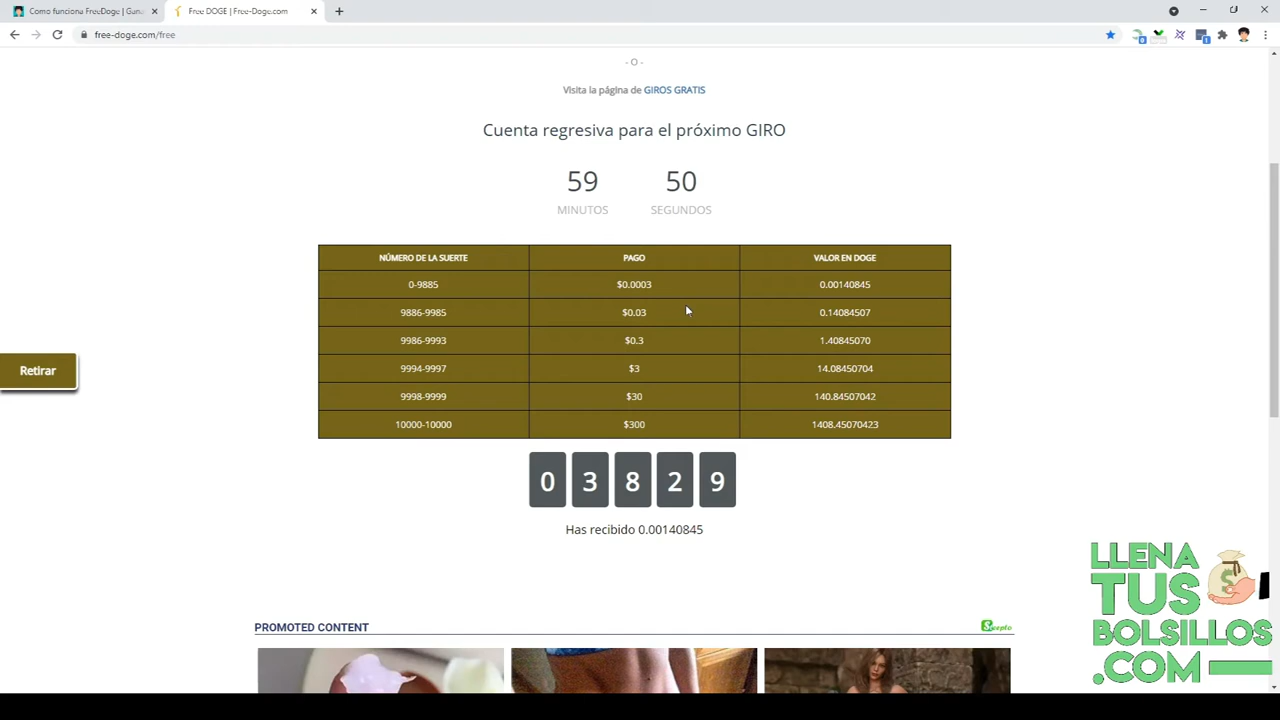 Como funciona FreeDoge | Gana
Free DOGE | Free-Doge.com
free-doge.com/free
- O -
Visita la página de GIROS GRATIS
Cuenta regresiva para el próximo GIRO
59 50
MINUTOS SEGUNDOS
NÚMERO DE LA SUERTE PAGO VALOR EN DOGE
0-9885 $0.0003 0.00140845
9886-9985 $0.03 0.14084507
9986-9993 $0.3 1.40845070
9994-9997 $3 14.08450704
9998-9999 $30 140.84507042
10000-10000 $300 1408.45070423
Retirar
0 3 8 2 9
Has recibido 0.00140845
LLENA
TUS
BOLSILLOS
.COM
PROMOTED CONTENT